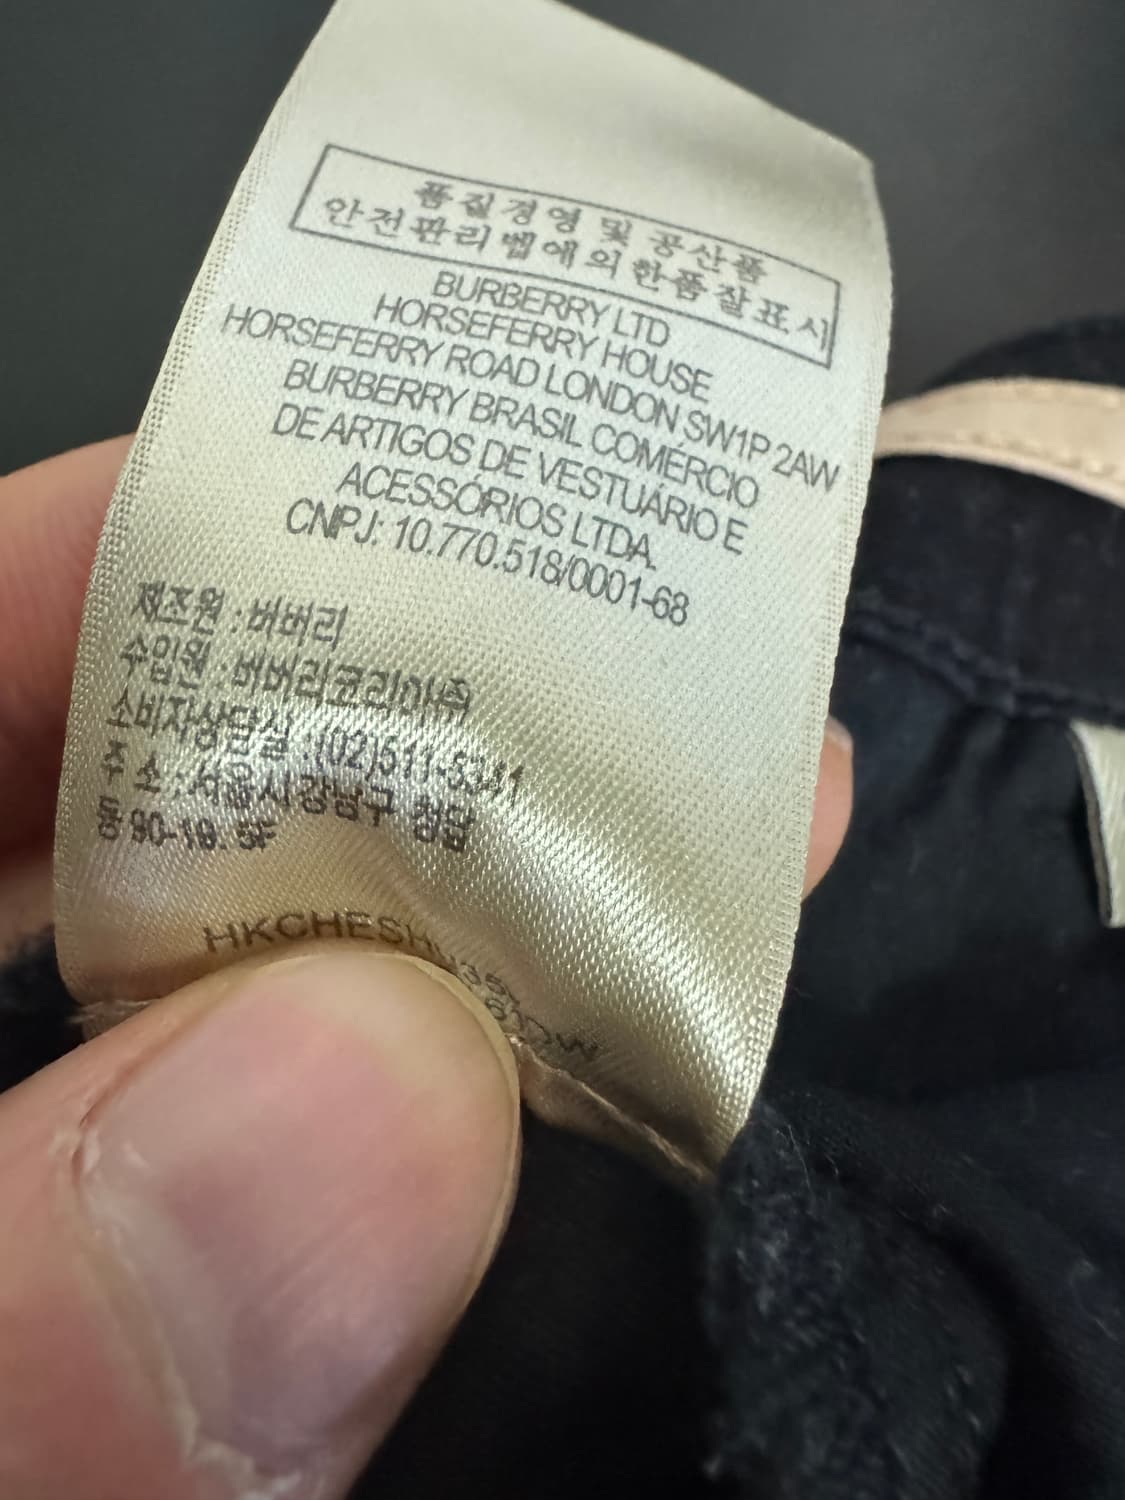 품질경영 및 공산품
안전관리법에의한품질표시
BURBERRY LTD
HORSEFERRY HOUSE
HORSEFERRY ROAD LONDON SW1P 2AW
BURBERRY BRASIL COMÉRCIO
DE ARTIGOS DE VESTUÁRIO E
ACESSÓRIOS LTDA.
CNPJ: 10.770.518/0001-68
제조원 : 버버리
수입원 : 버버리코리아㈜
소비자상담실 :(02)511-5341
주 소 : 서울시강남구 청담
동 90-19. 5F